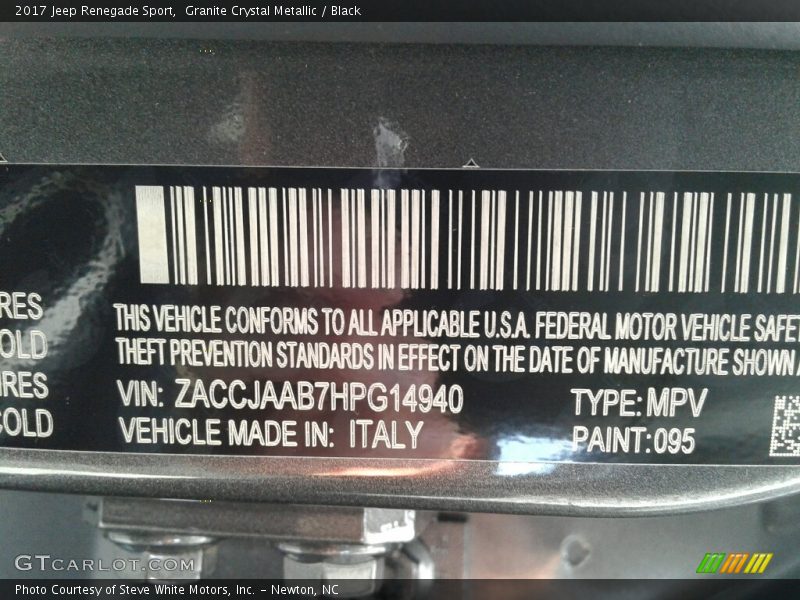 2017 Jeep Renegade Sport, Granite Crystal Metallic / Black
RES
OLD
IRES
COLD
THIS VEHICLE CONFORMS TO ALL APPLICABLE U.S.A. FEDERAL MOTOR VEHICLE SAFET
THEFT PREVENTION STANDARDS IN EFFECT ON THE DATE OF MANUFACTURE SHOWN
VIN: ZACCJAAB7HPG14940
TYPE: MPV
VEHICLE MADE IN: ITALY
PAINT: 095
GTCARLOT.COM
Photo Courtesy of Steve White Motors, Inc. – Newton, NC